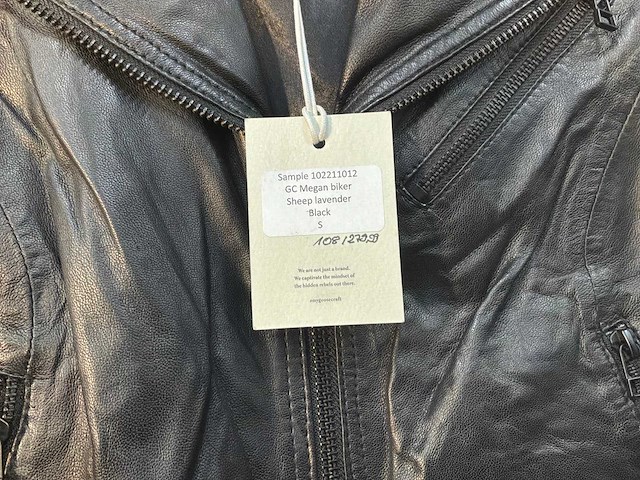 Sample 102211012
GC Megan biker
Sheep lavender
Black
S
We are not just a brand.
We captivate the mindset of
the hidden rebels out there.